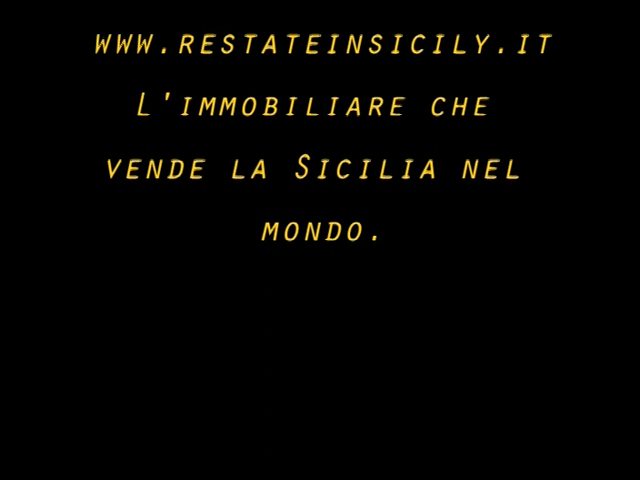 www.restateinsicily.it
L'immobiliare che
vende la Sicilia nel
mondo.